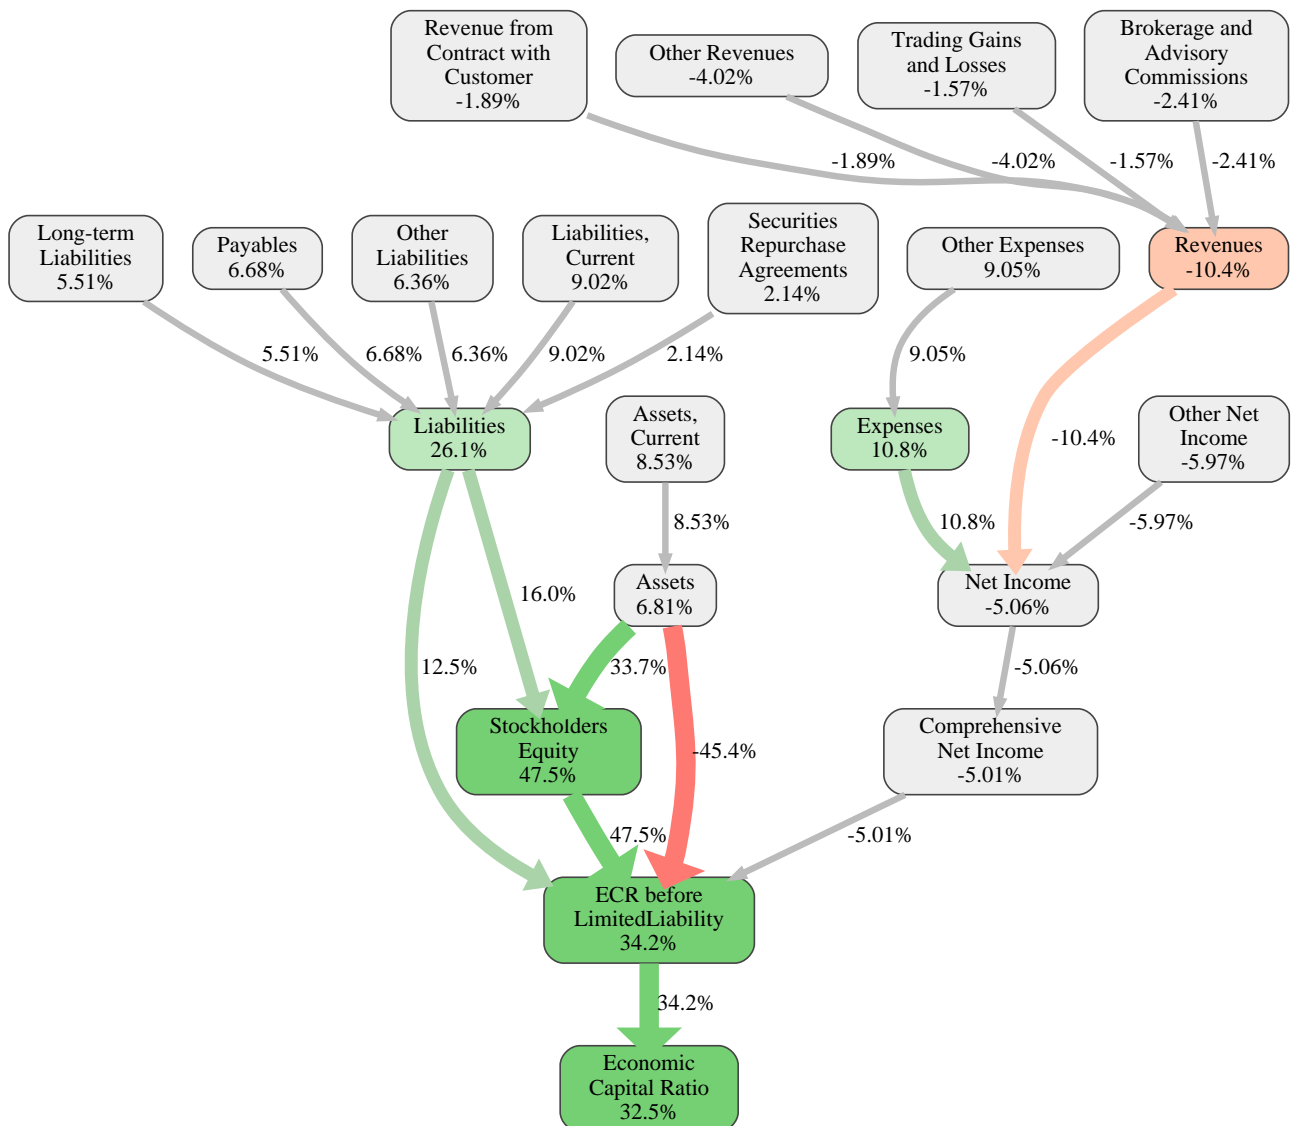 Revenue from
Contract with
Customer
-1.89%
Other Revenues
-4.02%
Trading Gains
and Losses
-1.57%
Brokerage and
Advisory
Commissions
-2.41%
-1.89%
-4.02%
-1.57%
-2.41%
Long-term
Liabilities
5.51%
Payables
6.68%
Other
Liabilities
6.36%
Liabilities,
Current
9.02%
Securities
Repurchase
Agreements
2.14%
Other Expenses
9.05%
Revenues
-10.4%
5.51%
6.68%
6.36%
9.02%
2.14%
9.05%
-10.4%
Liabilities
26.1%
Assets,
Current
8.53%
Expenses
10.8%
Other Net
Income
-5.97%
8.53%
10.8%
-5.97%
16.0%
12.5%
Assets
6.81%
Net Income
-5.06%
33.7%
-45.4%
-5.06%
Stockholders
Equity
47.5%
Comprehensive
Net Income
-5.01%
47.5%
-5.01%
ECR before
LimitedLiability
34.2%
34.2%
Economic
Capital Ratio
32.5%